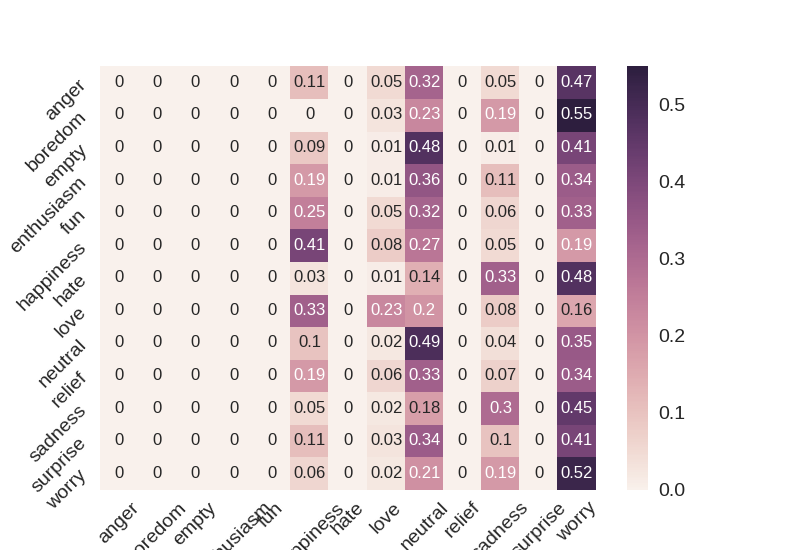 anger 0 0 0 0 0 0.11 0 0.05 0.32 0 0.05 0 0.47
boredom 0 0 0 0 0 0 0 0.03 0.23 0 0.19 0 0.55
empty 0 0 0 0 0 0.09 0 0.01 0.48 0 0.01 0 0.41
enthusiasm 0 0 0 0 0 0.19 0 0.01 0.36 0 0.11 0 0.34
fun 0 0 0 0 0 0.25 0 0.05 0.32 0 0.06 0 0.33
happiness 0 0 0 0 0 0.41 0 0.08 0.27 0 0.05 0 0.19
hate 0 0 0 0 0 0.03 0 0.01 0.14 0 0.33 0 0.48
love 0 0 0 0 0 0.33 0 0.23 0.2 0 0.08 0 0.16
neutral 0 0 0 0 0 0.1 0 0.02 0.49 0 0.04 0 0.35
relief 0 0 0 0 0 0.19 0 0.06 0.33 0 0.07 0 0.34
sadness 0 0 0 0 0 0.05 0 0.02 0.18 0 0.3 0 0.45
surprise 0 0 0 0 0 0.11 0 0.03 0.34 0 0.1 0 0.41
worry 0 0 0 0 0 0.06 0 0.02 0.21 0 0.19 0 0.52
anger oredom empty husiasm fun ppiness hate love neutral relief sadness surprise worry
0.5
0.4
0.3
0.2
0.1
0.0